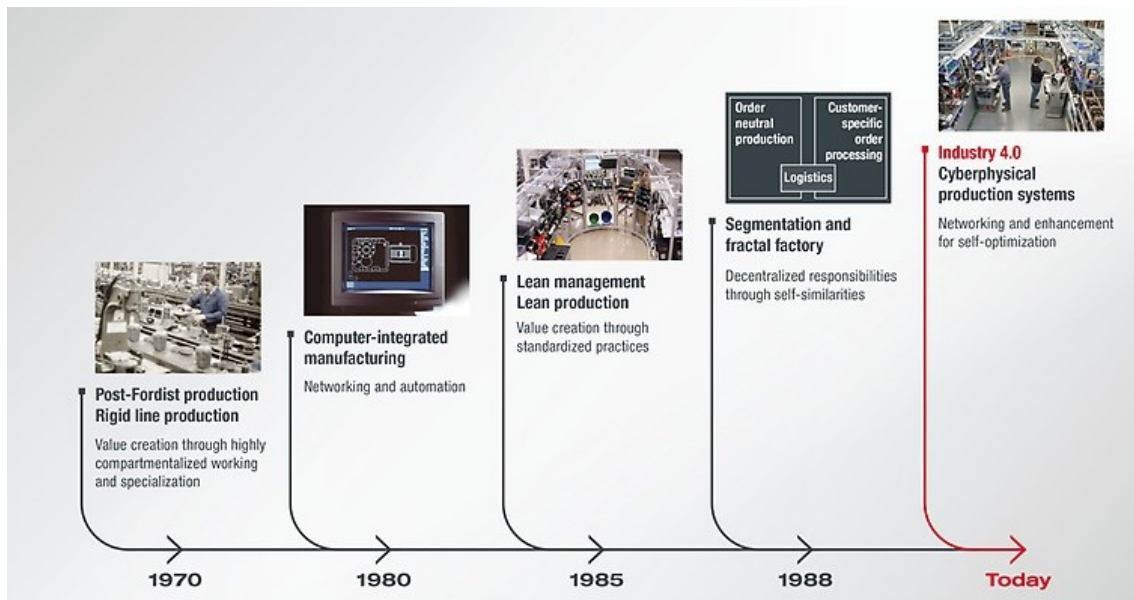 Post-Fordist production
Rigid line production
Value creation through highly
compartmentalized working
and specialization
Computer-integrated
manufacturing
Networking and automation
Lean management
Lean production
Value creation through
standardized practices
Order
neutral
production
Customer-
specific
order
processing
Logistics
Segmentation and
fractal factory
Decentralized responsibilities
through self-similarities
Industry 4.0
Cyberphysical
production systems
Networking and enhancement
for self-optimization
1970
1980
1985
1988
Today